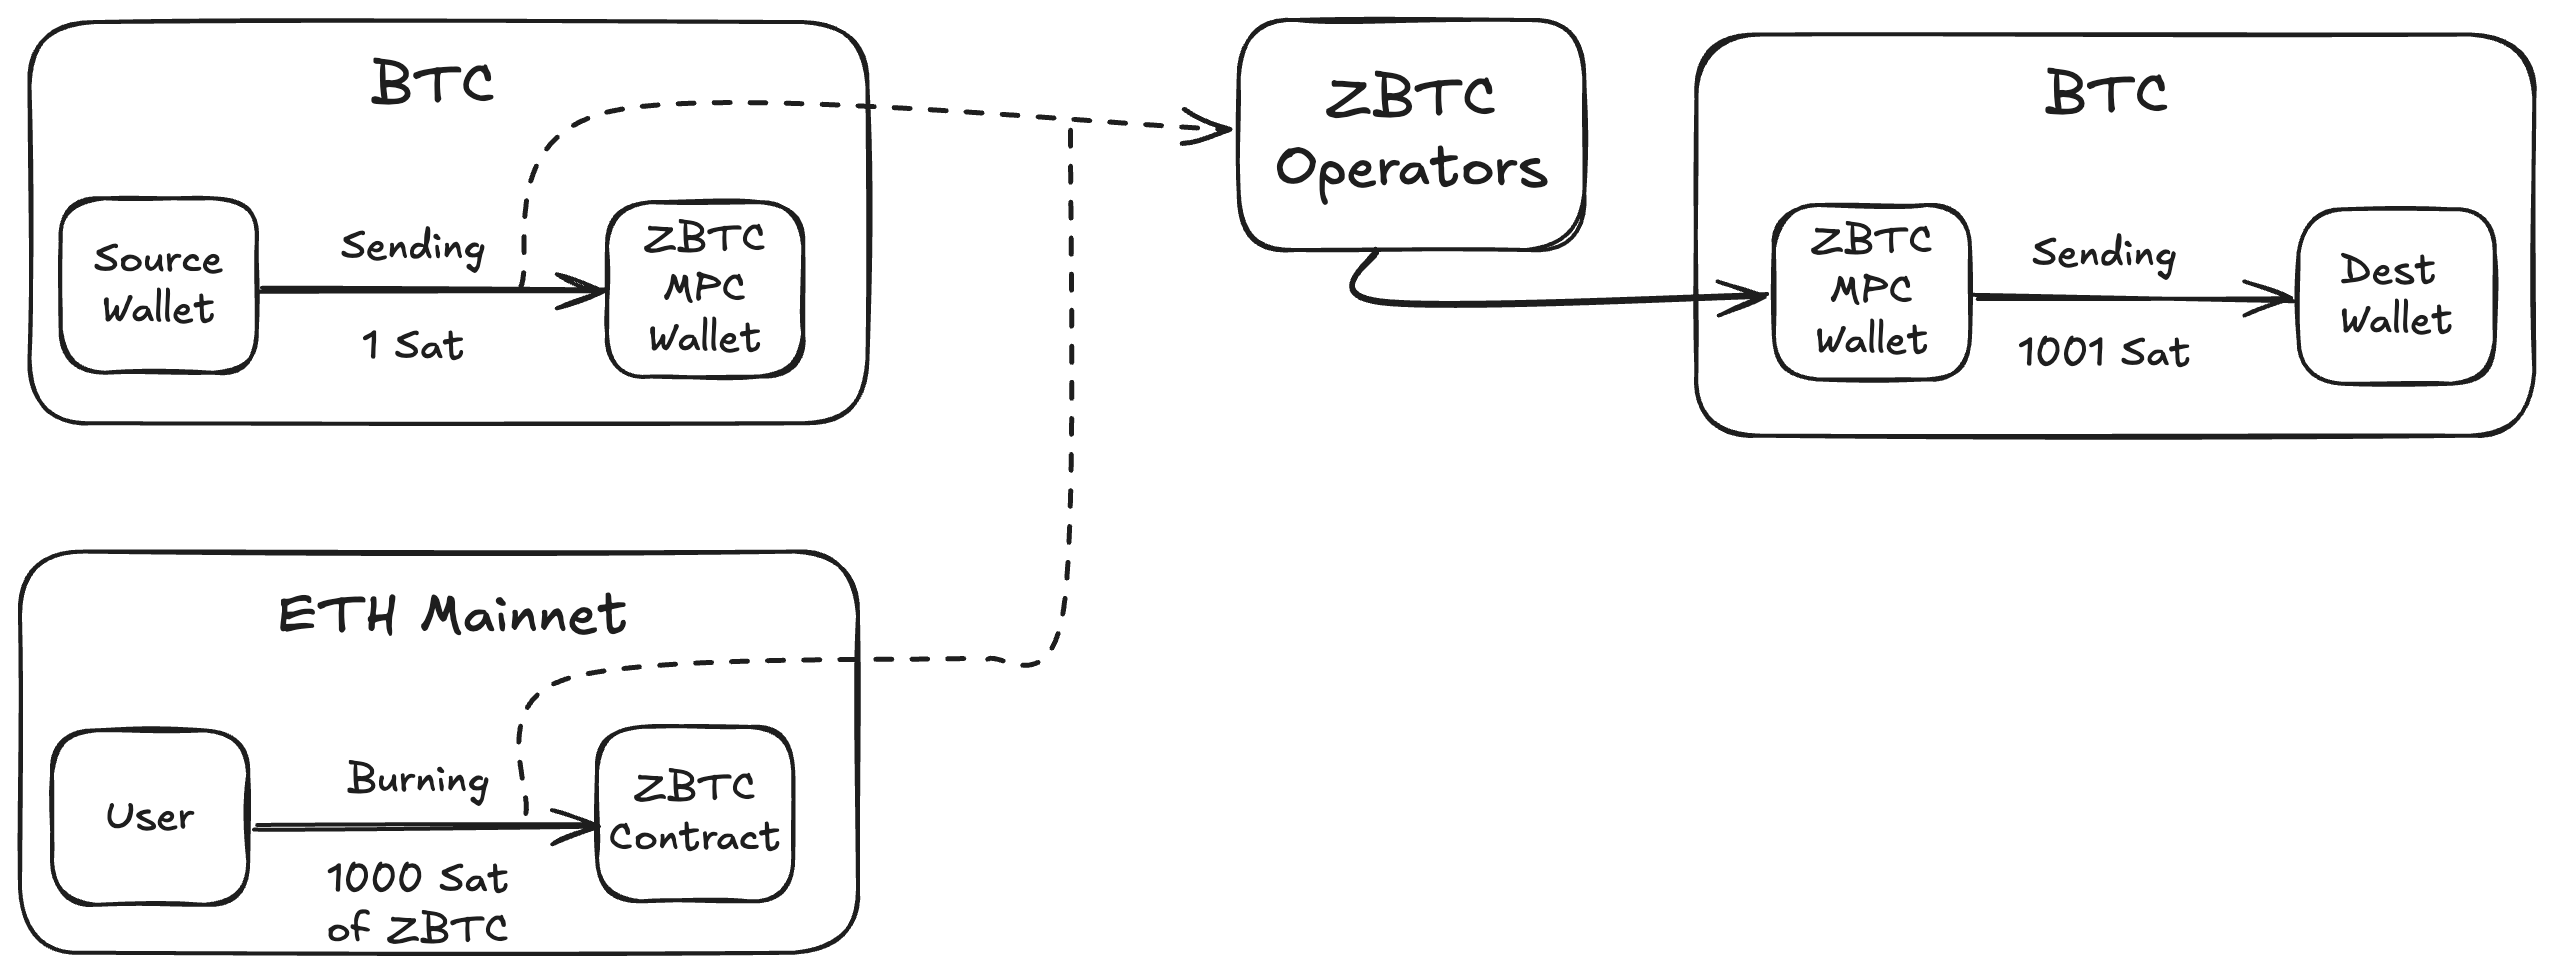 BTC
Source
Wallet
Sending
1 Sat
ZBTC
MPC
Wallet
ZBTC
Operators
BTC
ZBTC
MPC
Wallet
Sending
1001 Sat
Dest
Wallet
ETH Mainnet
User
Burning
1000 Sat
of ZBTC
ZBTC
Contract